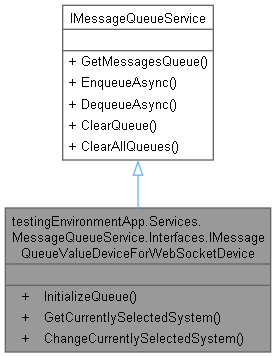 IMessageQueueService
+ GetMessagesQueue()
+ EnqueueAsync()
+ DequeueAsync()
+ ClearQueue()
+ ClearAllQueues()
testingEnvironmentApp.Services.
MessageQueueService.Interfaces.IMessage
QueueValueDeviceForWebSocketDevice
+ InitializeQueue()
+ GetCurrentlySelectedSystem()
+ ChangeCurrentlySelectedSystem()